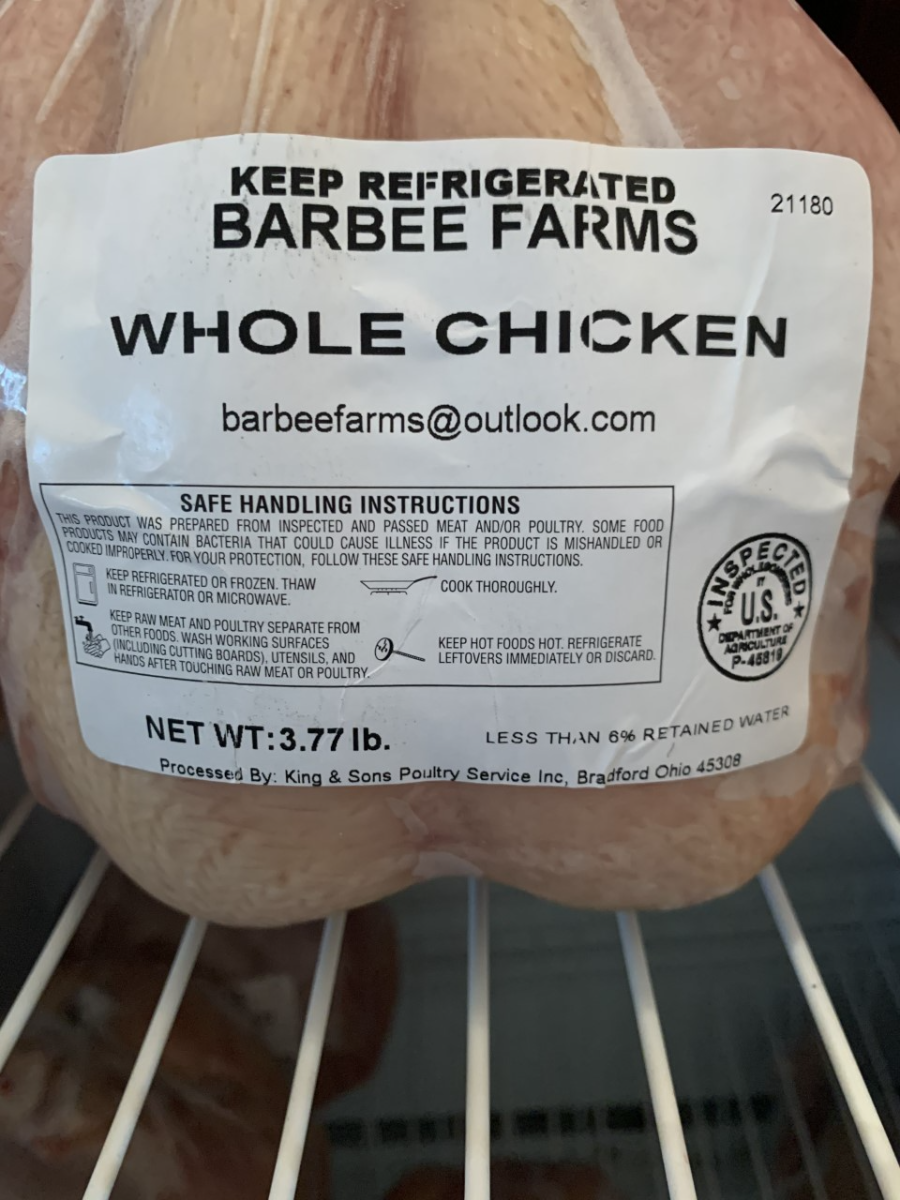 KEEP REFRIGERATED
BARBEE FARMS
21180
WHOLE CHICKEN
barbeefarms@outlook.com
SAFE HANDLING INSTRUCTIONS
THIS PRODUCT WAS PREPARED FROM INSPECTED AND PASSED MEAT AND/OR POULTRY. SOME FOOD
PRODUCTS MAY CONTAIN BACTERIA THAT COULD CAUSE ILLNESS IF THE PRODUCT IS MISHANDLED OR
COOKED IMPROPERLY. FOR YOUR PROTECTION, FOLLOW THESE SAFE HANDLING INSTRUCTIONS.
KEEP REFRIGERATED OR FROZEN. THAW
IN REFRIGERATOR OR MICROWAVE.
COOK THOROUGHLY.
KEEP RAW MEAT AND POULTRY SEPARATE FROM
OTHER FOODS. WASH WORKING SURFACES
(INCLUDING CUTTING BOARDS), UTENSILS, AND
HANDS AFTER TOUCHING RAW MEAT OR POULTRY.
KEEP HOT FOODS HOT. REFRIGERATE
LEFTOVERS IMMEDIATELY OR DISCARD.
INSPECTED
FOR WHOLESOMENESS
U.S.
DEPARTMENT OF
AGRICULTURE
P-45819
NET WT:3.77 lb.
LESS THAN 6% RETAINED WATER
Processed By: King & Sons Poultry Service Inc, Bradford Ohio 45308